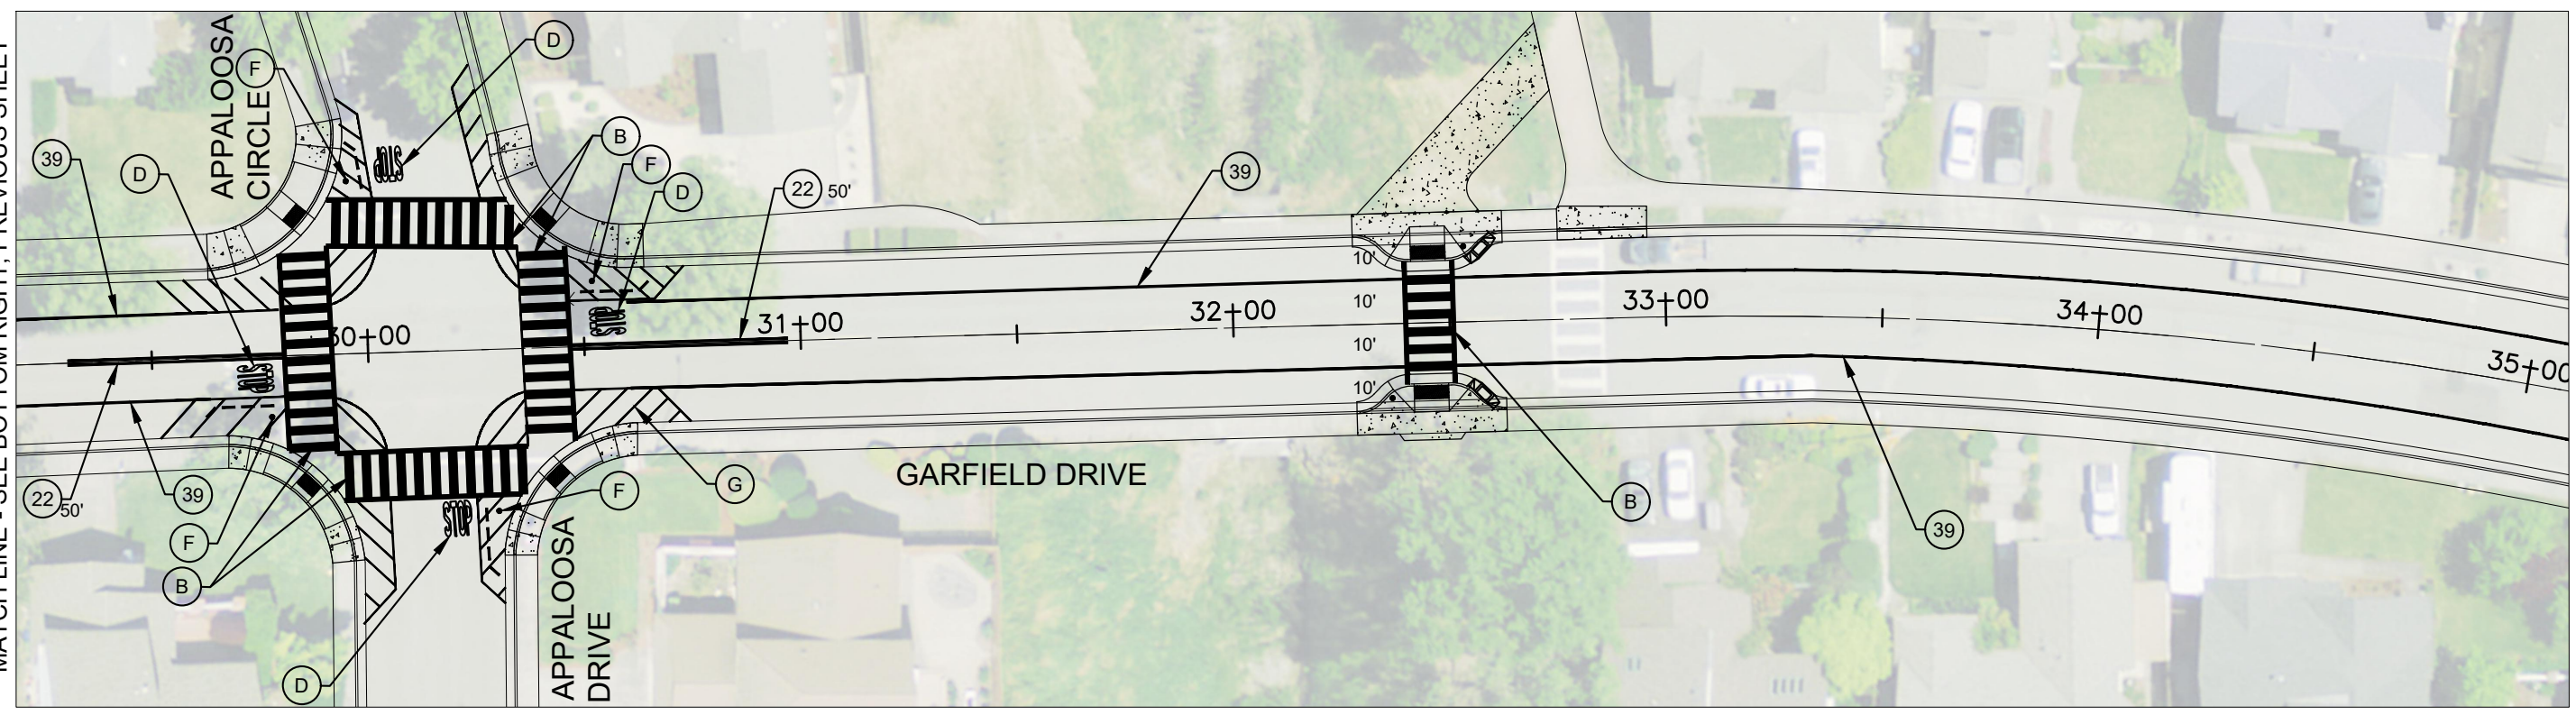 MATCH LINE - SEE BOTTOM RIGHT, PREVIOUS SHEET
APPALOOSA
CIRCLE
F
D
39
D
STOP
B
F
D
22 50'
39
STOP
30+00
31+00
32+00
33+00
34+00
35+00
10'
10'
10'
10'
STOP
22 50'
39
F
B
STOP
D
F
G
APPALOOSA
DRIVE
GARFIELD DRIVE
B
39